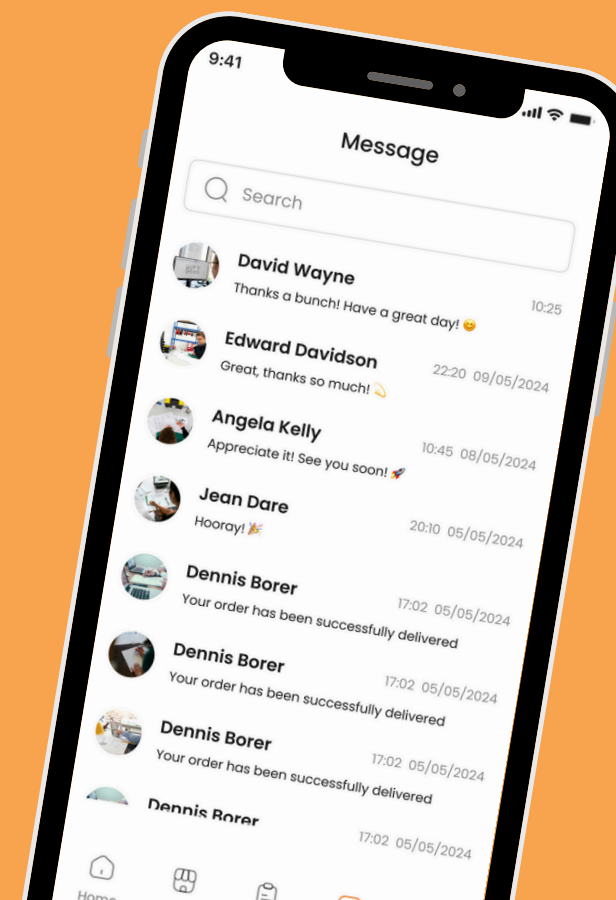 9:41
Message
Search
David Wayne
Thanks a bunch! Have a great day! 😊
10:25
Edward Davidson
Great, thanks so much! 💫
22:20 09/05/2024
Angela Kelly
Appreciate it! See you soon! 🚀
10:45 08/05/2024
Jean Dare
Hooray! 🎉
20:10 05/05/2024
Dennis Borer
Your order has been successfully delivered
17:02 05/05/2024
Dennis Borer
Your order has been successfully delivered
17:02 05/05/2024
Dennis Borer
Your order has been successfully delivered
17:02 05/05/2024
Dennis Borer
17:02 05/05/2024
Home